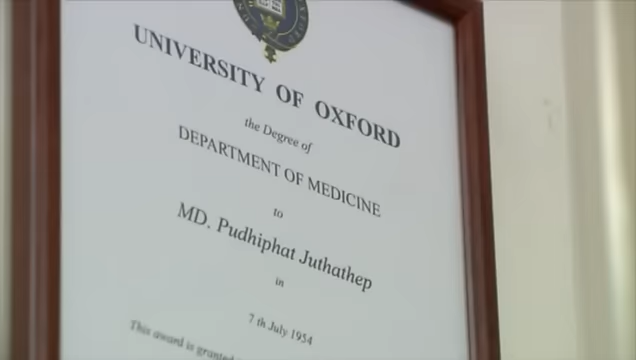 UNIVERSITY OF OXFORD
the Degree of
DEPARTMENT OF MEDICINE
to
MD. Pudhiphat Juthathep
in
7 th July 1954
This award is granted